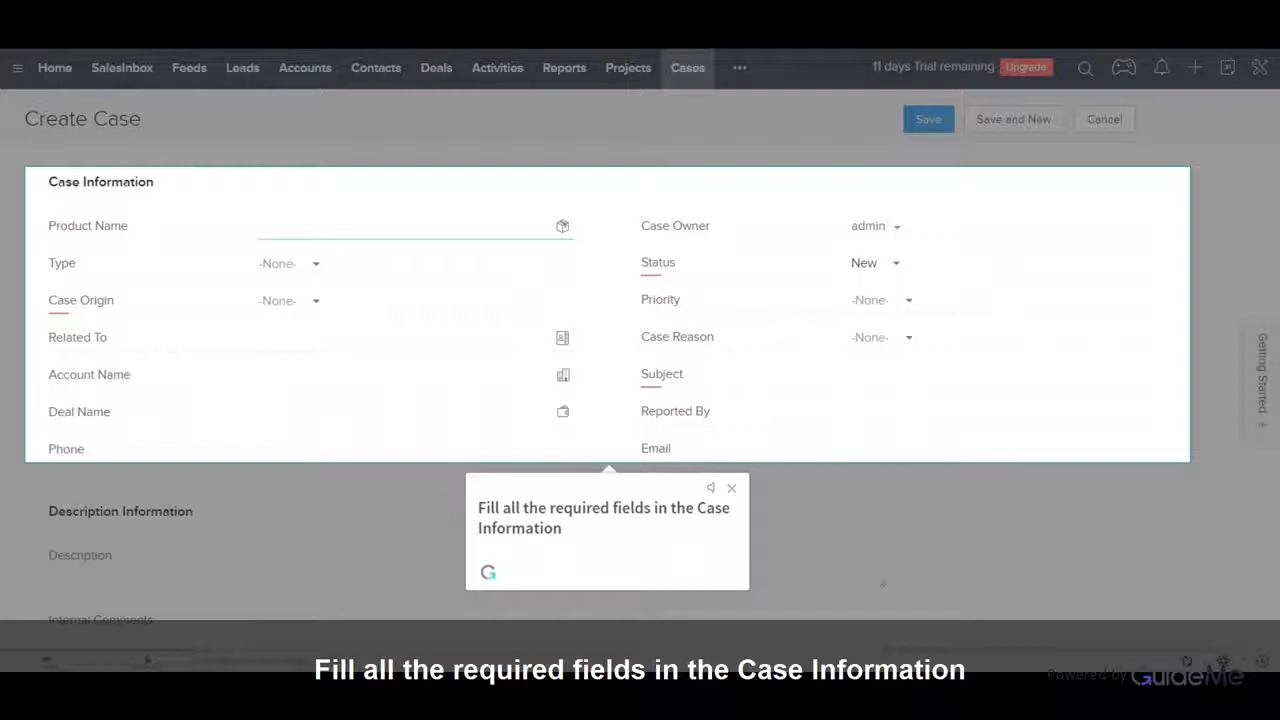 Home SalesInbox Feeds Leads Accounts Contacts Deals Activities Reports Projects Cases ••• 11 days Trial remaining Upgrade
Create Case Save Save and New Cancel
Case Information
Product Name Case Owner admin
Type -None- Status New
Case Origin -None- Priority -None-
Related To Case Reason -None-
Account Name Subject
Deal Name Reported By
Phone Email
Getting Started
Fill all the required fields in the Case
Information
Description Information
Description
Internal Comments
Fill all the required fields in the Case Information
Powered by GuideMe